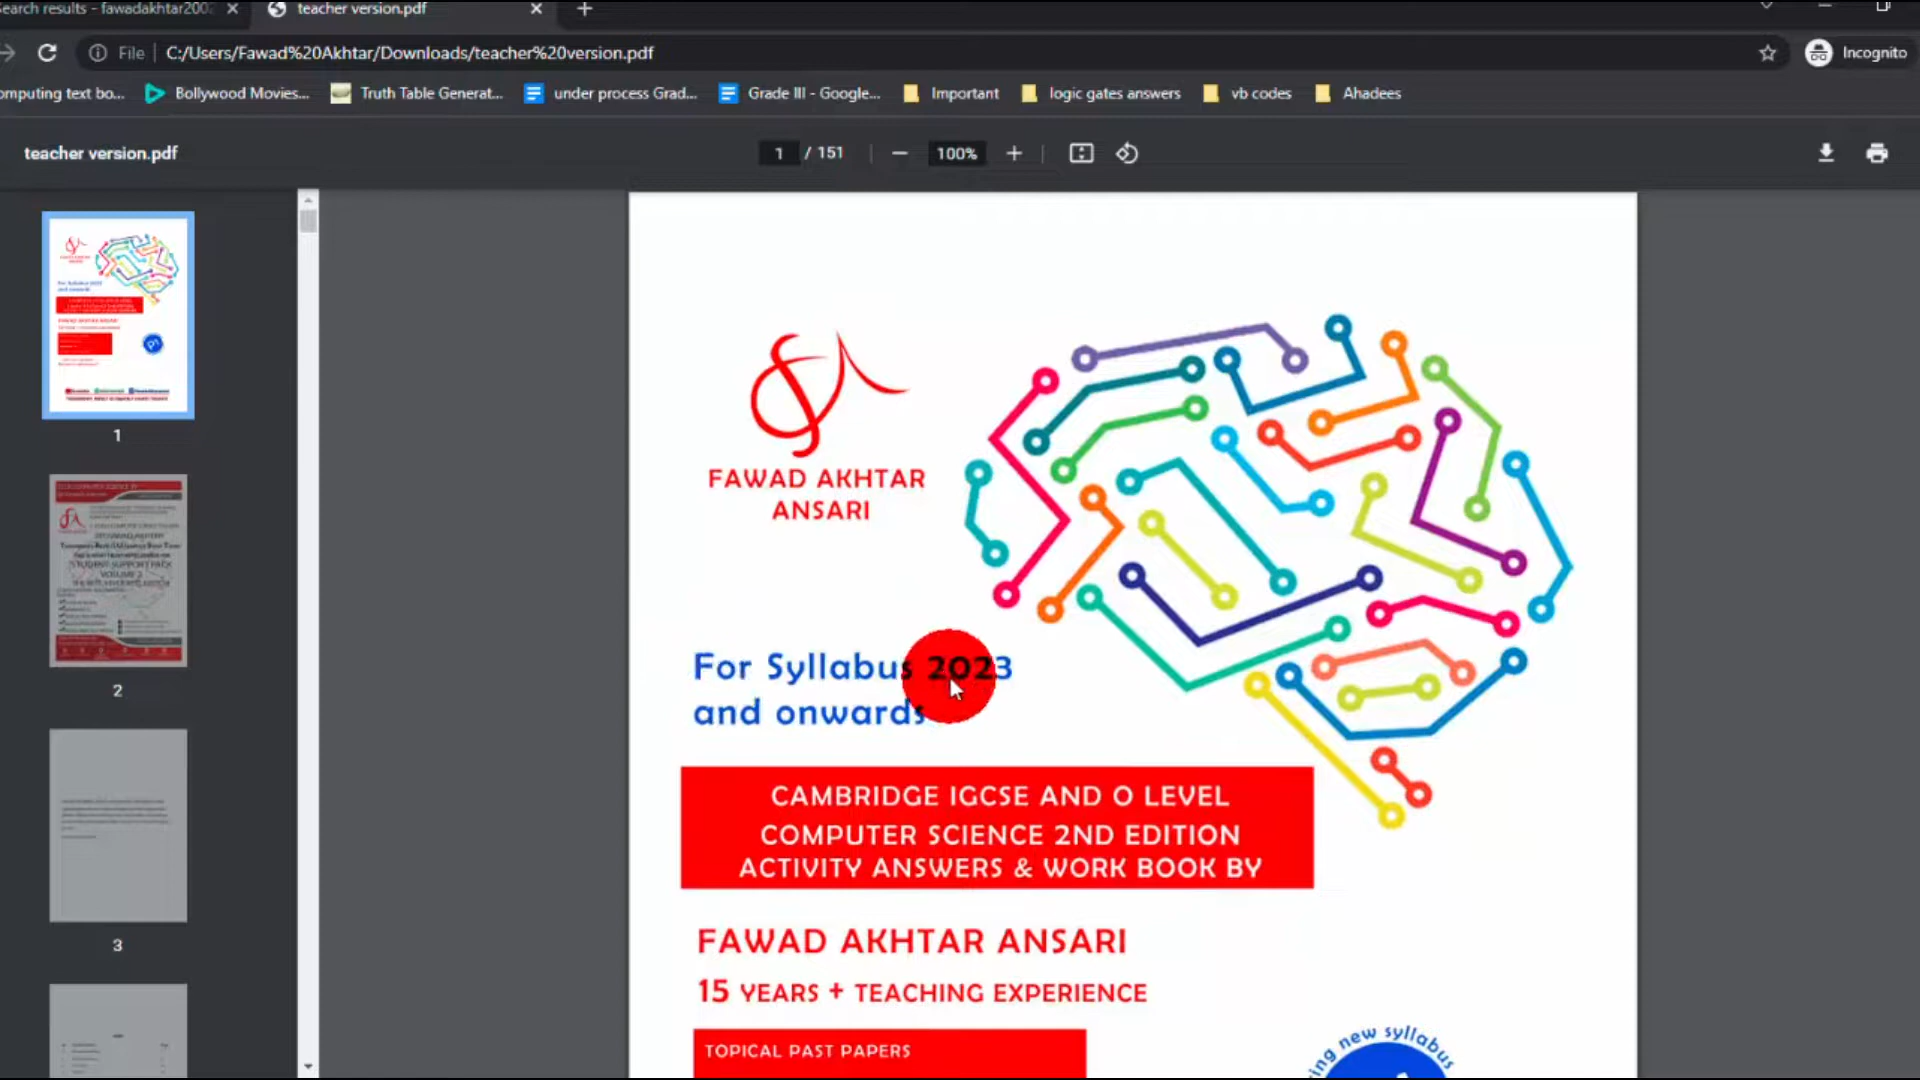 Search results - fawadakhtar200
teacher version.pdf
File
C:/Users/Fawad%20Akhtar/Downloads/teacher%20version.pdf
Incognito
omputing text bo...
Bollywood Movies...
Truth Table Generat...
under process Grad...
Grade III - Google...
Important
logic gates answers
vb codes
Ahadees
teacher version.pdf
1 / 151
100%
1
2
3
FAWAD AKHTAR
ANSARI
For Syllabus 2023
and onwards
CAMBRIDGE IGCSE AND O LEVEL
COMPUTER SCIENCE 2ND EDITION
ACTIVITY ANSWERS & WORK BOOK BY
FAWAD AKHTAR ANSARI
15 YEARS + TEACHING EXPERIENCE
TOPICAL PAST PAPERS
ring new syllabus